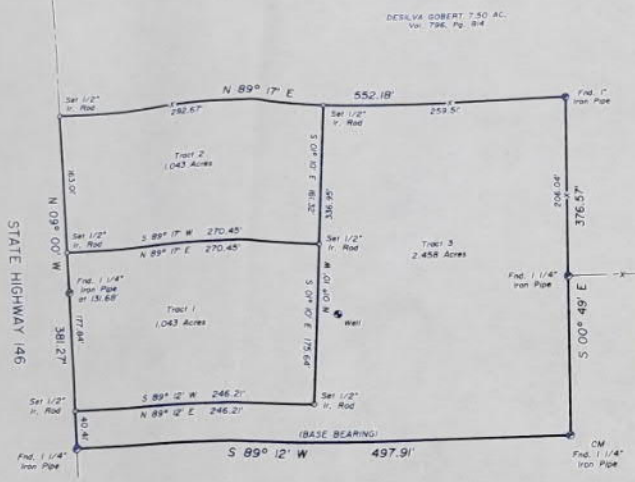 DESILVA GOBERT 7.50 AC.
Vol. 796, Pg. 814
N 89° 17' E
552.18'
Fnd. 1"
Iron Pipe
Set 1/2"
Ir. Rod
x
292.67'
Set 1/2"
Ir. Rod
x
259.51'
Tract 2
1.043 Acres
163.01'
S 01° 10' E 161.32'
336.95'
206.04'
x
376.57'
N 09° 00' W
Set 1/2"
Ir. Rod
S 89° 17' W 270.45'
N 89° 17' E 270.45'
Set 1/2"
Ir. Rod
Tract 3
2.458 Acres
STATE HIGHWAY 146
Fnd. 1 1/4"
Iron Pipe
at 131.68'
Fnd. 1 1/4"
Iron Pipe
x
Tract 1
1.043 Acres
177.84'
381.27'
S 01° 10' E 175.64'
N 01° 10' W
Well
S 00° 49' E
Set 1/2"
Ir. Rod
S 89° 12' W 246.21'
N 89° 12' E 246.21'
Set 1/2"
Ir. Rod
40.41'
(BASE BEARING)
Fnd. 1 1/4"
Iron Pipe
S 89° 12' W 497.91'
CM
Fnd. 1 1/4"
Iron Pipe